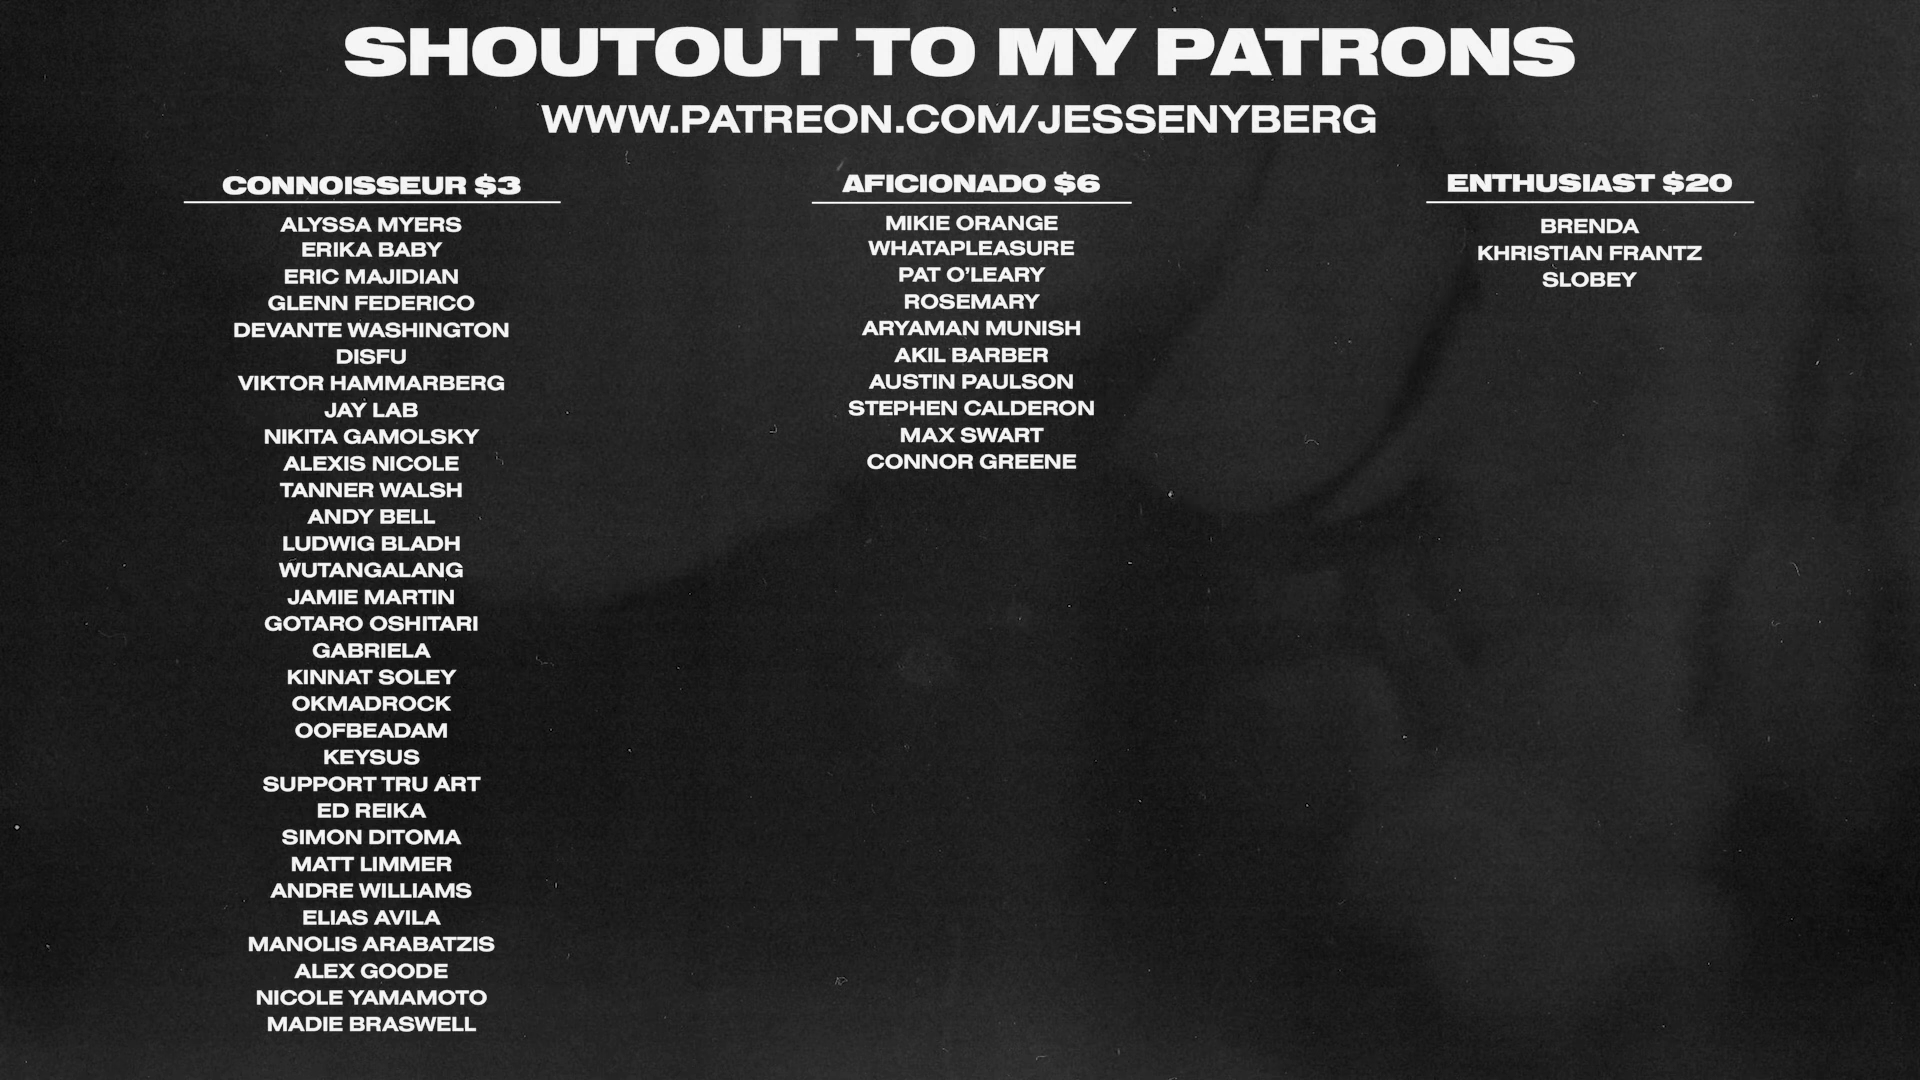 SHOUTOUT TO MY PATRONS
WWW.PATREON.COM/JESSENYBERG
CONNOISSEUR $3
ALYSSA MYERS
ERIKA BABY
ERIC MAJIDIAN
GLENN FEDERICO
DEVANTE WASHINGTON
DISFU
VIKTOR HAMMARBERG
JAY LAB
NIKITA GAMOLSKY
ALEXIS NICOLE
TANNER WALSH
ANDY BELL
LUDWIG BLADH
WUTANGALANG
JAMIE MARTIN
GOTARO OSHITARI
GABRIELA
KINNAT SOLEY
OKMADROCK
OOFBEADAM
KEYSUS
SUPPORT TRU ART
ED REIKA
SIMON DITOMA
MATT LIMMER
ANDRE WILLIAMS
ELIAS AVILA
MANOLIS ARABATZIS
ALEX GOODE
NICOLE YAMAMOTO
MADIE BRASWELL
AFICIONADO $6
MIKIE ORANGE
WHATAPLEASURE
PAT O’LEARY
ROSEMARY
ARYAMAN MUNISH
AKIL BARBER
AUSTIN PAULSON
STEPHEN CALDERON
MAX SWART
CONNOR GREENE
ENTHUSIAST $20
BRENDA
KHRISTIAN FRANTZ
SLOBEY